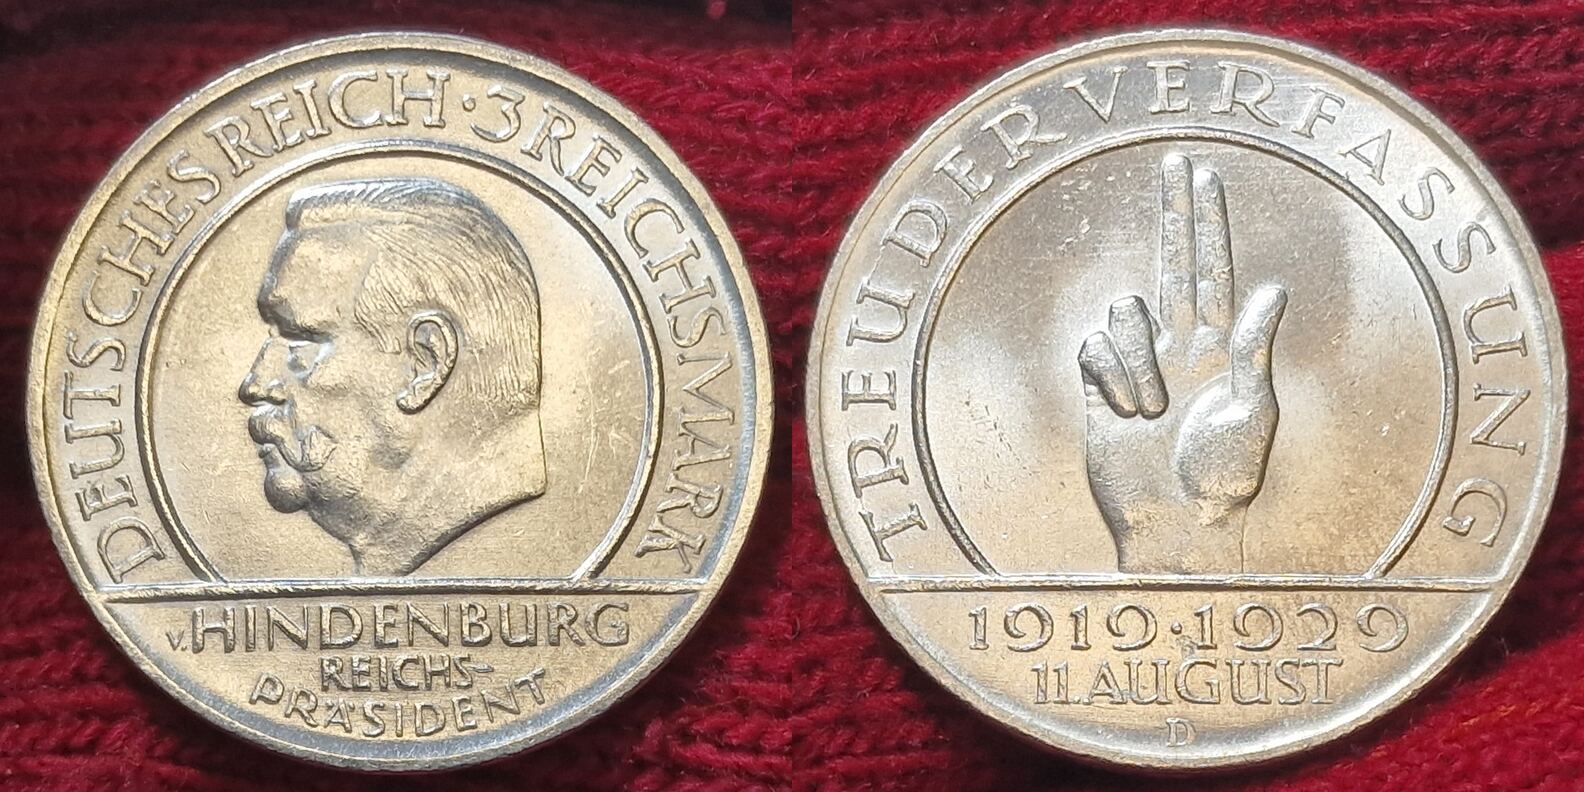 DEUTSCHES REICH · 3 REICHSMARK
v. HINDENBURG
REICHS-
PRÄSIDENT
TREU DER VERFASSUNG
1919·1929
11. AUGUST
D